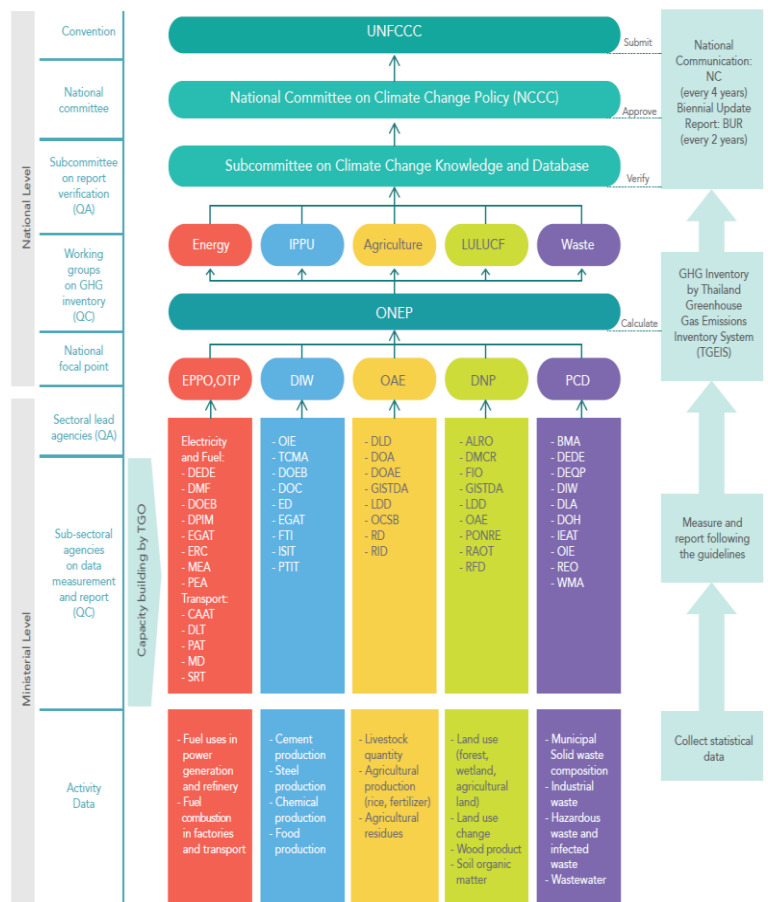 National Level
Ministerial Level
Convention
National
committee
Subcommittee
on report
verification
(QA)
Working
groups
on GHG
inventory
(QC)
National
focal point
Sectoral lead
agencies (QA)
Sub-sectoral
agencies
on data
measurement
and report
(QC)
Activity
Data
Capacity building by TGO
UNFCCC
National Committee on Climate Change Policy (NCCC)
Subcommittee on Climate Change Knowledge and Database
Energy
IPPU
Agriculture
LULUCF
Waste
ONEP
EPPO,OTP
DIW
OAE
DNP
PCD
Electricity
and Fuel:
- DEDE
- DMF
- DOEB
- DPIM
- EGAT
- ERC
- MEA
- PEA
Transport:
- CAAT
- DLT
- PAT
- MD
- SRT
- OIE
- TCMA
- DOEB
- DOC
- ED
- EGAT
- FTI
- ISIT
- PTIT
- DLD
- DOA
- DOAE
- GISTDA
- LDD
- OCSB
- RD
- RID
- ALRO
- DMCR
- FIO
- GISTDA
- LDD
- OAE
- PONRE
- RAOT
- RFD
- BMA
- DEDE
- DEQP
- DIW
- DLA
- DOH
- IEAT
- OIE
- REO
- WMA
- Fuel uses in
power
generation
and refinery
- Fuel
combustion
in factories
and transport
- Cement
production
- Steel
production
- Chemical
production
- Food
production
- Livestock
quantity
- Agricultural
production
(rice, fertilizer)
- Agricultural
residues
- Land use
(forest,
wetland,
agricultural
land)
- Land use
change
- Wood product
- Soil organic
matter
- Municipal
Solid waste
composition
- Industrial
waste
- Hazardous
waste and
infected
waste
- Wastewater
Submit
Approve
Verify
Calculate
National
Communication:
NC
(every 4 years)
Biennial Update
Report: BUR
(every 2 years)
GHG Inventory
by Thailand
Greenhouse
Gas Emissions
Inventory System
(TGEIS)
Measure and
report following
the guidelines
Collect statistical
data